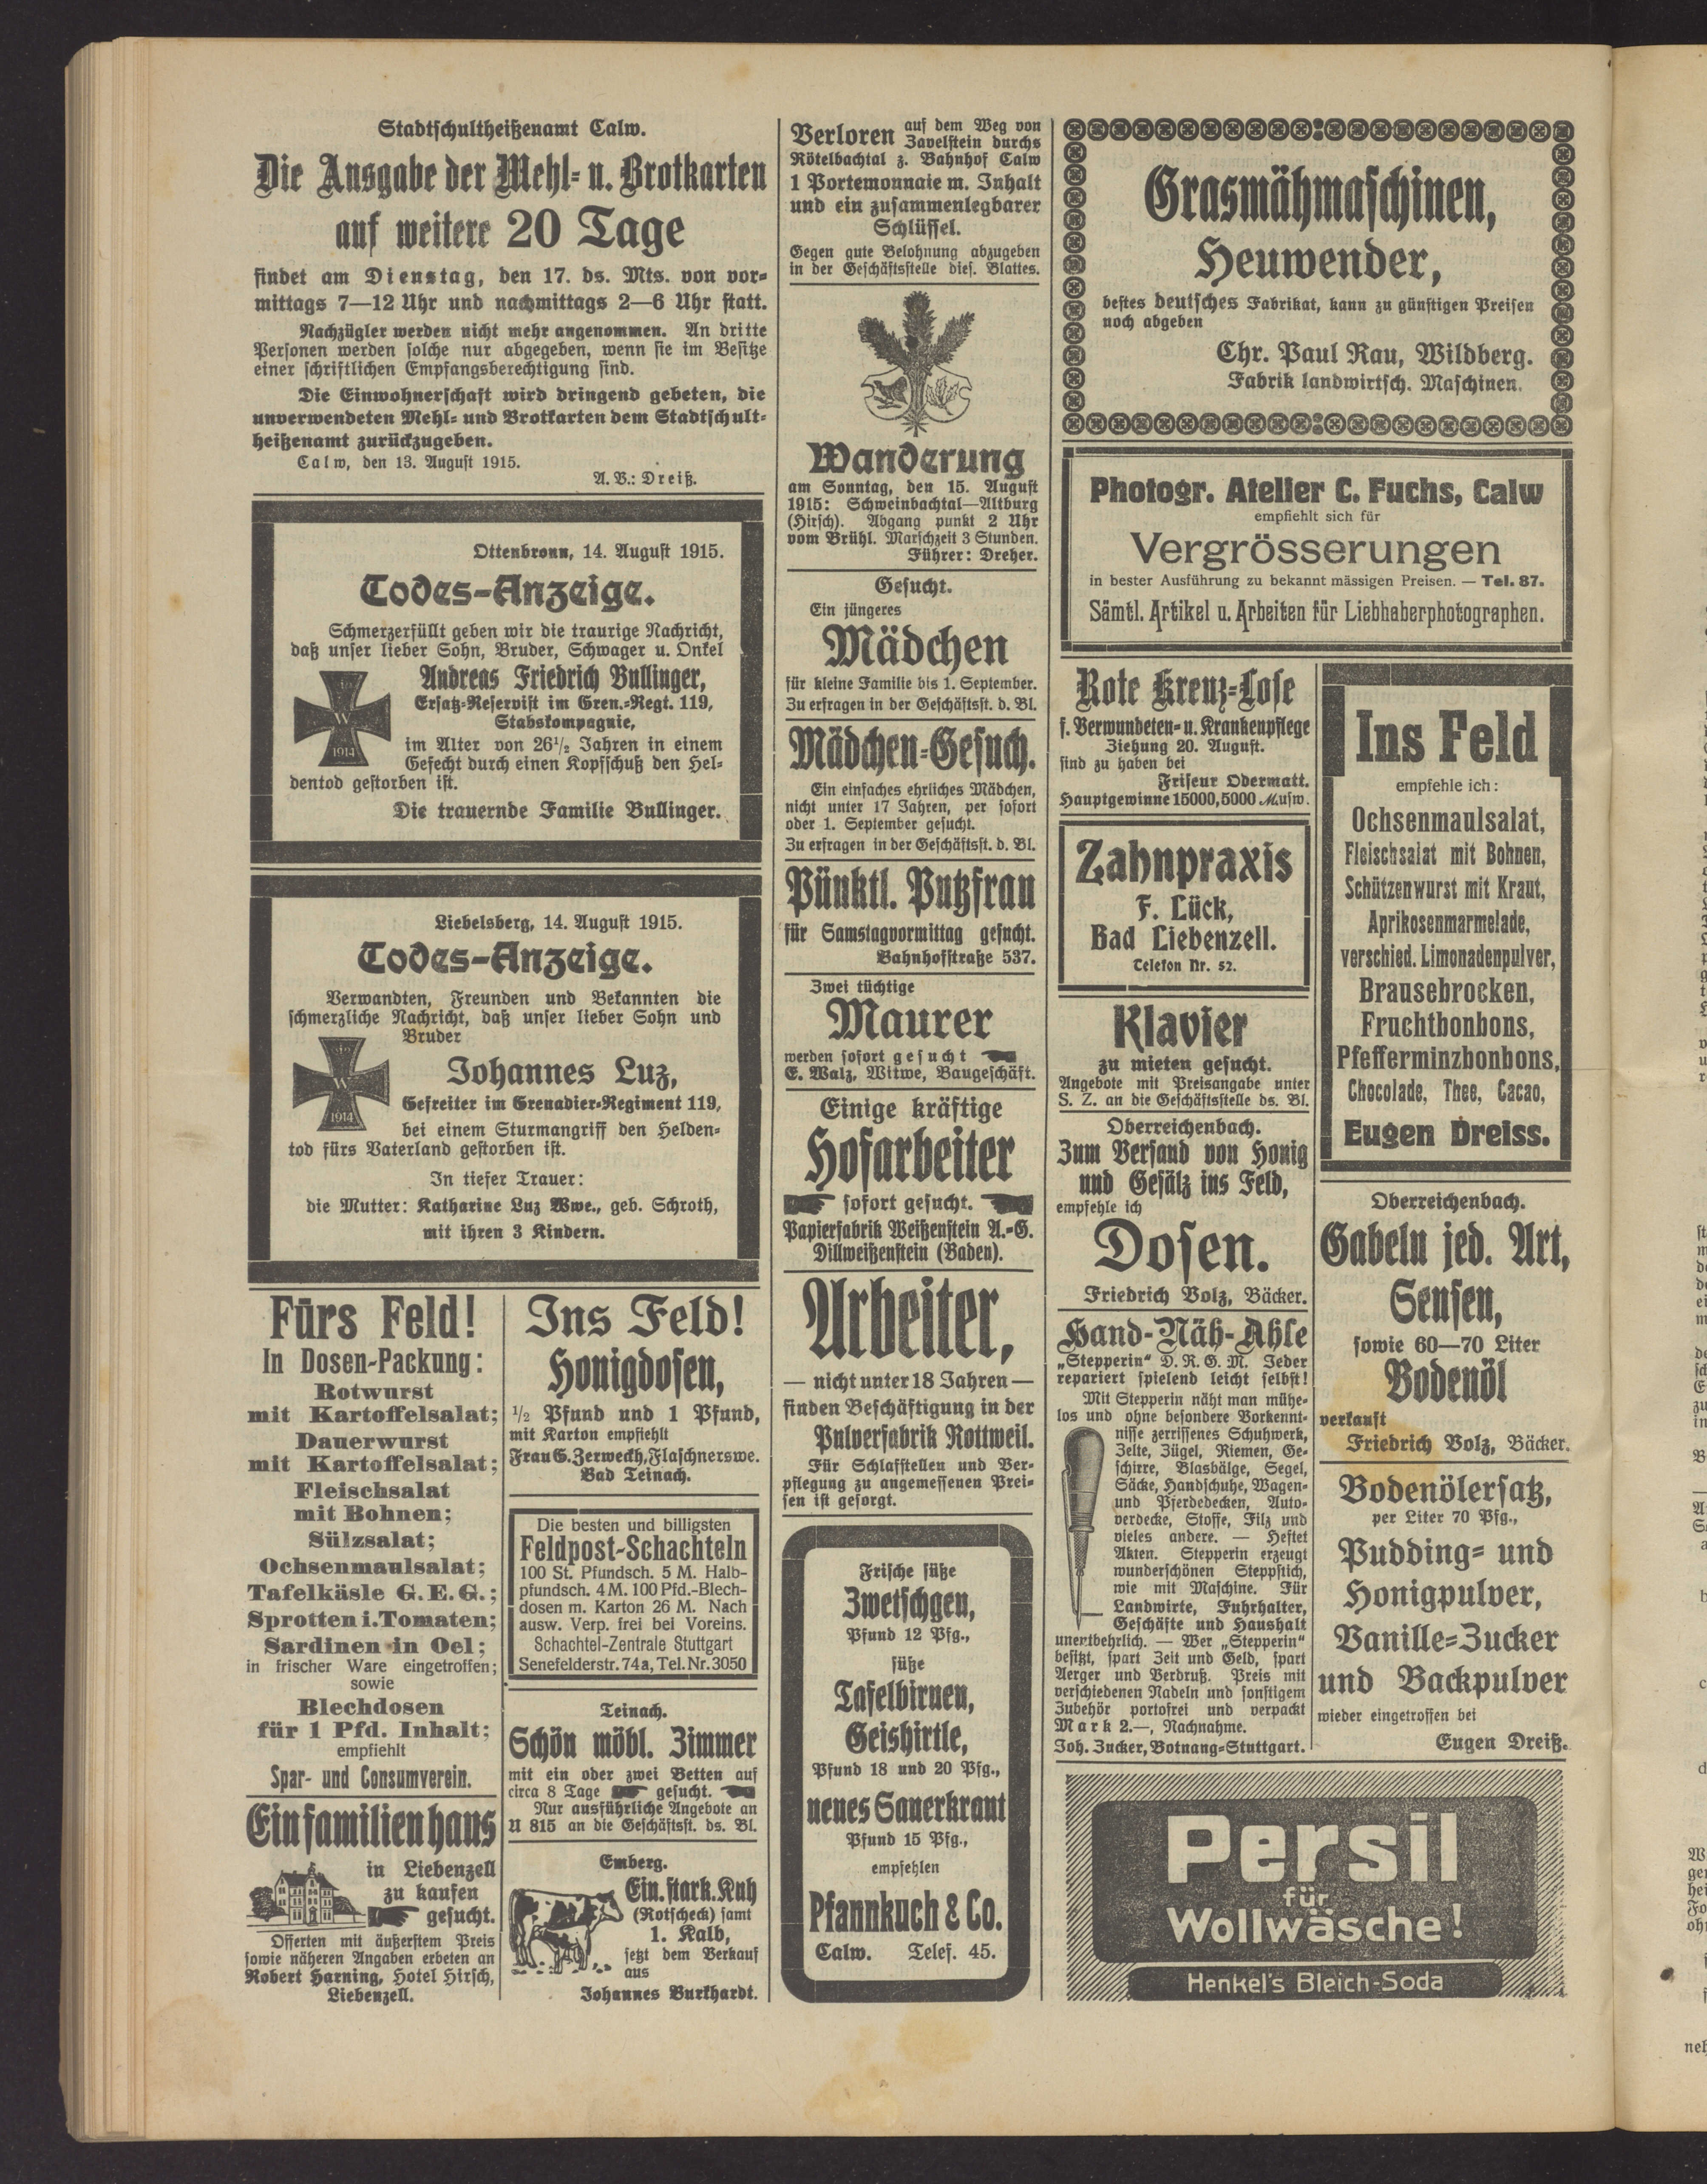 Stadtschultheißenamt Calw.
Die Ausgabe der Mehl- u. Brotkarten
auf weitere 20 Tage
findet am Dienstag, den 17. ds. Mts. von vor-
mittags 7—12 Uhr und nachmittags 2—6 Uhr statt.
Nachzügler werden nicht mehr angenommen. An dritte
Personen werden solche nur abgegeben, wenn sie im Besitze
einer schriftlichen Empfangsberechtigung sind.
Die Einwohnerschaft wird dringend gebeten, die
unverwendeten Mehl- und Brotkarten dem Stadtschult-
heißenamt zurückzugeben.
Calw, den 13. August 1915.
A. V.: Dreiß.
Ottenbronn, 14. August 1915.
Todes-Anzeige.
Schmerzerfüllt geben wir die traurige Nachricht,
daß unser lieber Sohn, Bruder, Schwager u. Onkel
Andreas Friedrich Bullinger,
Ersatz-Reservist im Gren.-Regt. 119,
Stabskompagnie,
im Alter von 26½ Jahren in einem
Gefecht durch einen Kopfschuß den Hel-
dentod gestorben ist.
Die trauernde Familie Bullinger.
W
1914
Liebelsberg, 14. August 1915.
Todes-Anzeige.
Verwandten, Freunden und Bekannten die
schmerzliche Nachricht, daß unser lieber Sohn und
Bruder
Johannes Luz,
Gefreiter im Grenadier-Regiment 119,
bei einem Sturmangriff den Helden-
tod fürs Vaterland gestorben ist.
In tiefer Trauer:
die Mutter: Katharine Luz Wwe., geb. Schroth,
mit ihren 3 Kindern.
W
1914
Fürs Feld!
In Dosen-Packung:
Rotwurst
mit Kartoffelsalat;
Dauerwurst
mit Kartoffelsalat;
Fleischsalat
mit Bohnen;
Sülzsalat;
Ochsenmaulsalat;
Tafelkäsle G.E.G.;
Sprotten i. Tomaten;
Sardinen in Oel;
in frischer Ware eingetroffen;
sowie
Blechdosen
für 1 Pfd. Inhalt;
empfiehlt
Spar- und Consumverein.
Einfamilienhaus
in Liebenzell
zu kaufen
gesucht.
Offerten mit äußerstem Preis
sowie näheren Angaben erbeten an
Robert Harning, Hotel Hirsch,
Liebenzell.
Ins Feld!
Honigdosen,
½ Pfund und 1 Pfund,
mit Karton empfiehlt
Frau G. Zerweckh, Flaschnerswe.
Bad Teinach.
Die besten und billigsten
Feldpost-Schachteln
100 St. Pfundsch. 5 M. Halb-
pfundsch. 4 M. 100 Pfd.-Blech-
dosen m. Karton 26 M. Nach
ausw. Verp. frei bei Voreins.
Schachtel-Zentrale Stuttgart
Senefelderstr. 74a, Tel. Nr. 3050
Teinach.
Schön möbl. Zimmer
mit ein oder zwei Betten auf
circa 8 Tage gesucht.
Nur ausführliche Angebote an
U 815 an die Geschäftsst. ds. Bl.
Emberg.
Ein. stark. Kuh
(Rotscheck) samt
1. Kalb,
setzt dem Verkauf
aus
Johannes Burkhardt.
Verloren auf dem Weg von
Zavelstein durchs
Rötelbachtal z. Bahnhof Calw
1 Portemonnaie m. Inhalt
und ein zusammenlegbarer
Schlüssel.
Gegen gute Belohnung abzugeben
in der Geschäftsstelle dies. Blattes.
Wanderung
am Sonntag, den 15. August
1915: Schweinbachtal—Altburg
(Hirsch). Abgang punkt 2 Uhr
vom Brühl. Marschzeit 3 Stunden.
Führer: Dreher.
Gesucht.
Ein jüngeres
Mädchen
für kleine Familie bis 1. September.
Zu erfragen in der Geschäftsst. d. Bl.
Mädchen-Gesuch.
Ein einfaches ehrliches Mädchen,
nicht unter 17 Jahren, per sofort
oder 1. September gesucht.
Zu erfragen in der Geschäftsst. d. Bl.
Pünktl. Putzfrau
für Samstagvormittag gesucht.
Bahnhofstraße 537.
Zwei tüchtige
Maurer
werden sofort gesucht
E. Walz, Witwe, Baugeschäft.
Einige kräftige
Hofarbeiter
sofort gesucht.
Papierfabrik Weißenstein A.-G.
Dillweißenstein (Baden).
Arbeiter,
— nicht unter 18 Jahren —
finden Beschäftigung in der
Pulverfabrik Rottweil.
Für Schlafstellen und Ver-
pflegung zu angemessenen Prei-
sen ist gesorgt.
Frische süße
Zwetschgen,
Pfund 12 Pfg.,
süße
Tafelbirnen,
Geishirtle,
Pfund 18 und 20 Pfg.,
neues Sauerkraut
Pfund 15 Pfg.,
empfehlen
Pfannkuch & Co.
Calw. Telef. 45.
Grasmähmaschinen,
Heuwender,
bestes deutsches Fabrikat, kann zu günstigen Preisen
noch abgeben
Chr. Paul Rau, Wildberg.
Fabrik landwirtsch. Maschinen.
Photogr. Atelier C. Fuchs, Calw
empfiehlt sich für
Vergrösserungen
in bester Ausführung zu bekannt mässigen Preisen. — Tel. 87.
Sämtl. Artikel u. Arbeiten für Liebhaberphotographen.
Rote Kreuz-Lose
f. Verwundeten- u. Krankenpflege
Ziehung 20. August.
sind zu haben bei
Friseur Odermatt.
Hauptgewinne 15000, 5000 M. usw.
Zahnpraxis
F. Lück,
Bad Liebenzell.
Telefon Nr. 52.
Klavier
zu mieten gesucht.
Angebote mit Preisangabe unter
S. Z. an die Geschäftsstelle ds. Bl.
Oberreichenbach.
Zum Versand von Honig
und Gesälz ins Feld,
empfehle ich
Dosen.
Friedrich Volz, Bäcker.
Hand-Näh-Ahle
„Stepperin“ D. R. G. M. Jeder
repariert spielend leicht selbst!
Mit Stepperin näht man mühe-
los und ohne besondere Vorkennt-
nisse zerrissenes Schuhwerk,
Zelte, Zügel, Riemen, Ge-
schirre, Blasbälge, Segel,
Säcke, Handschuhe, Wagen-
und Pferdedecken, Auto-
verdecke, Stoffe, Filz und
vieles andere. — Heftet
Akten. Stepperin erzeugt
wunderschönen Steppstich,
wie mit Maschine. Für
Landwirte, Fuhrhalter,
Geschäfte und Haushalt
unentbehrlich. — Wer „Stepperin“
besitzt, spart Zeit und Geld, spart
Aerger und Verdruß. Preis mit
verschiedenen Nadeln und sonstigem
Zubehör portofrei und verpackt
Mark 2.—, Nachnahme.
Joh. Zucker, Botnang-Stuttgart.
Ins Feld
empfehle ich:
Ochsenmaulsalat,
Fleischsalat mit Bohnen,
Schützenwurst mit Kraut,
Aprikosenmarmelade,
verschied. Limonadenpulver,
Brausebrocken,
Fruchtbonbons,
Pfefferminzbonbons,
Chocolade, Thee, Cacao,
Eugen Dreiss.
Oberreichenbach.
Gabeln jed. Art,
Sensen,
sowie 60—70 Liter
Bodenöl
verkauft
Friedrich Volz, Bäcker.
Bodenölersatz,
per Liter 70 Pfg.,
Pudding- und
Honigpulver,
Vanille-Zucker
und Backpulver
wieder eingetroffen bei
Eugen Dreiß.
Persil
für
Wollwäsche!
Henkel's Bleich-Soda